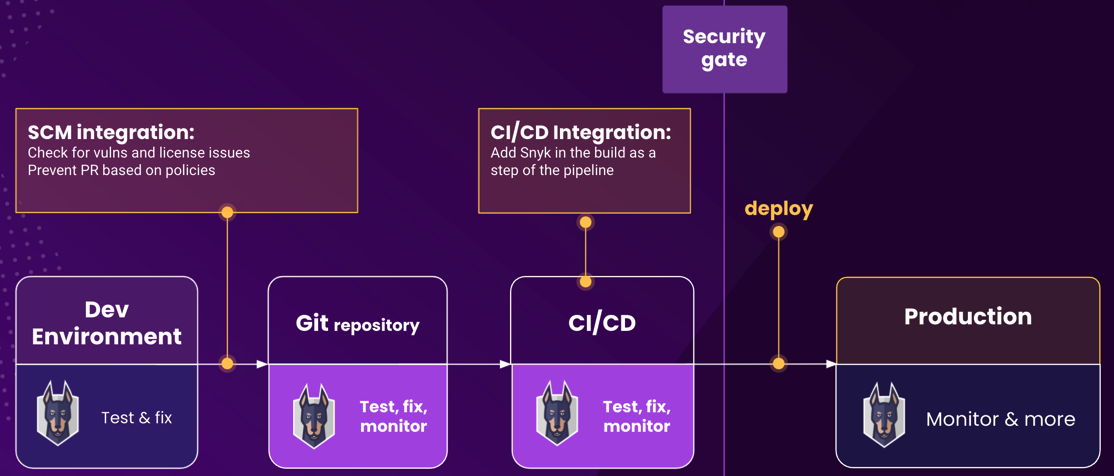 Security
gate
SCM integration:
Check for vulns and license issues
Prevent PR based on policies
CI/CD Integration:
Add Snyk in the build as a
step of the pipeline
deploy
Dev
Environment
Git repository
CI/CD
Production
Test & fix
Test, fix,
monitor
Test, fix,
monitor
Monitor & more